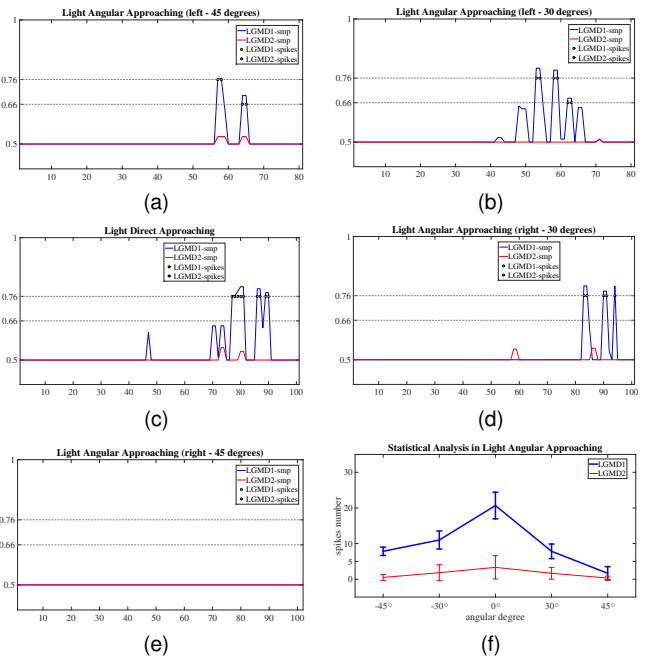 Light Angular Approaching (left - 45 degrees)
1
LGMD1-smp
LGMD2-smp
LGMD1-spikes
LGMD2-spikes
0.76
0.66
0.5
10 20 30 40 50 60 70 80
(a)
Light Angular Approaching (left - 30 degrees)
1
LGMD1-smp
LGMD2-smp
LGMD1-spikes
LGMD2-spikes
0.76
0.66
0.5
10 20 30 40 50 60 70 80
(b)
Light Direct Approaching
1
LGMD1-smp
LGMD2-smp
LGMD1-spikes
LGMD2-spikes
0.76
0.66
0.5
10 20 30 40 50 60 70 80 90 100
(c)
Light Angular Approaching (right - 30 degrees)
1
LGMD1-smp
LGMD2-smp
LGMD1-spikes
LGMD2-spikes
0.76
0.66
0.5
10 20 30 40 50 60 70 80 90 100
(d)
Light Angular Approaching (right - 45 degrees)
1
LGMD1-smp
LGMD2-smp
LGMD1-spikes
LGMD2-spikes
0.76
0.66
0.5
10 20 30 40 50 60 70 80 90 100
(e)
Statistical Analysis in Light Angular Approaching
LGMD1
LGMD2
spikes number
30
20
10
5
0
-45° -30° 0° 30° 45°
angular degree
(f)